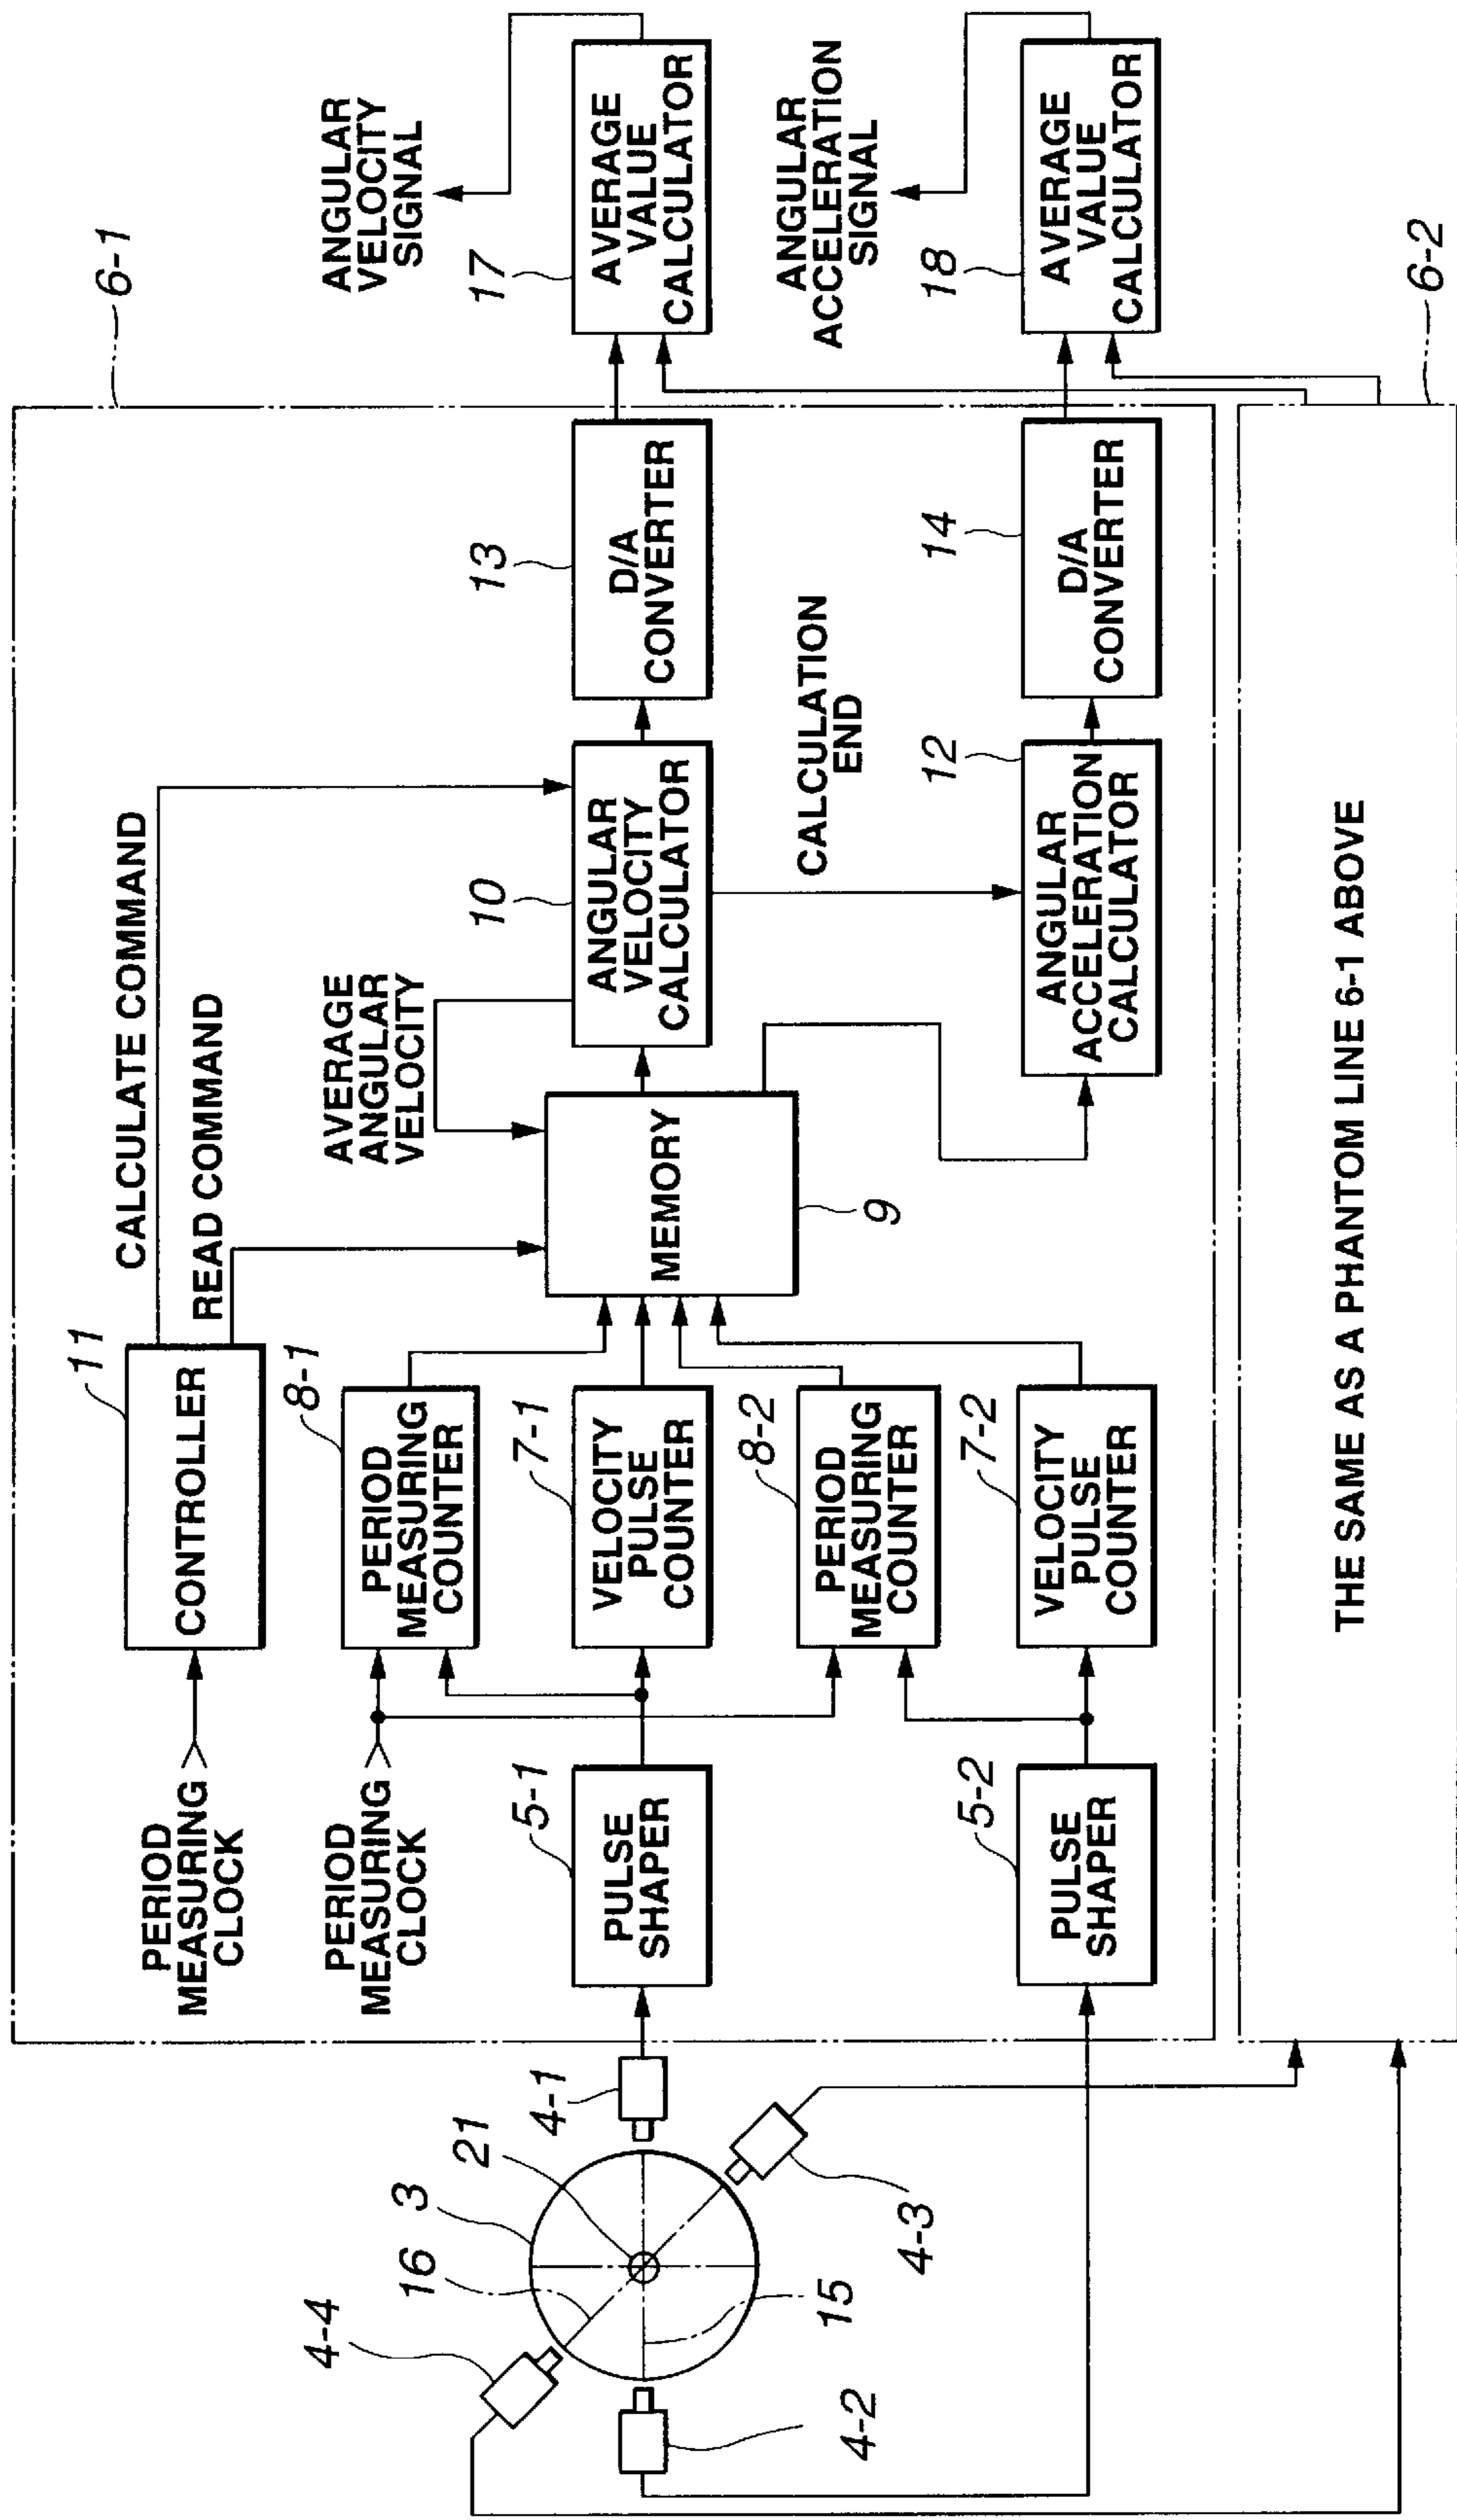 6-1
CALCULATE COMMAND
READ COMMAND
11
CONTROLLER
PERIOD
MEASURING
CLOCK
PERIOD
MEASURING
CLOCK
8-1
PERIOD
MEASURING
COUNTER
7-1
VELOCITY
PULSE
COUNTER
8-2
PERIOD
MEASURING
COUNTER
7-2
VELOCITY
PULSE
COUNTER
5-1
PULSE
SHAPER
5-2
PULSE
SHAPER
4-1
21
3
16
4-4
4-2
15
4-3
AVERAGE
ANGULAR
VELOCITY
MEMORY
9
10
ANGULAR
VELOCITY
CALCULATOR
CALCULATION
END
12
ANGULAR
ACCELERATION
CALCULATOR
13
D/A
CONVERTER
14
D/A
CONVERTER
ANGULAR
VELOCITY
SIGNAL
17
AVERAGE
VALUE
CALCULATOR
ANGULAR
ACCELERATION
SIGNAL
18
AVERAGE
VALUE
CALCULATOR
6-2
THE SAME AS A PHANTOM LINE 6-1 ABOVE